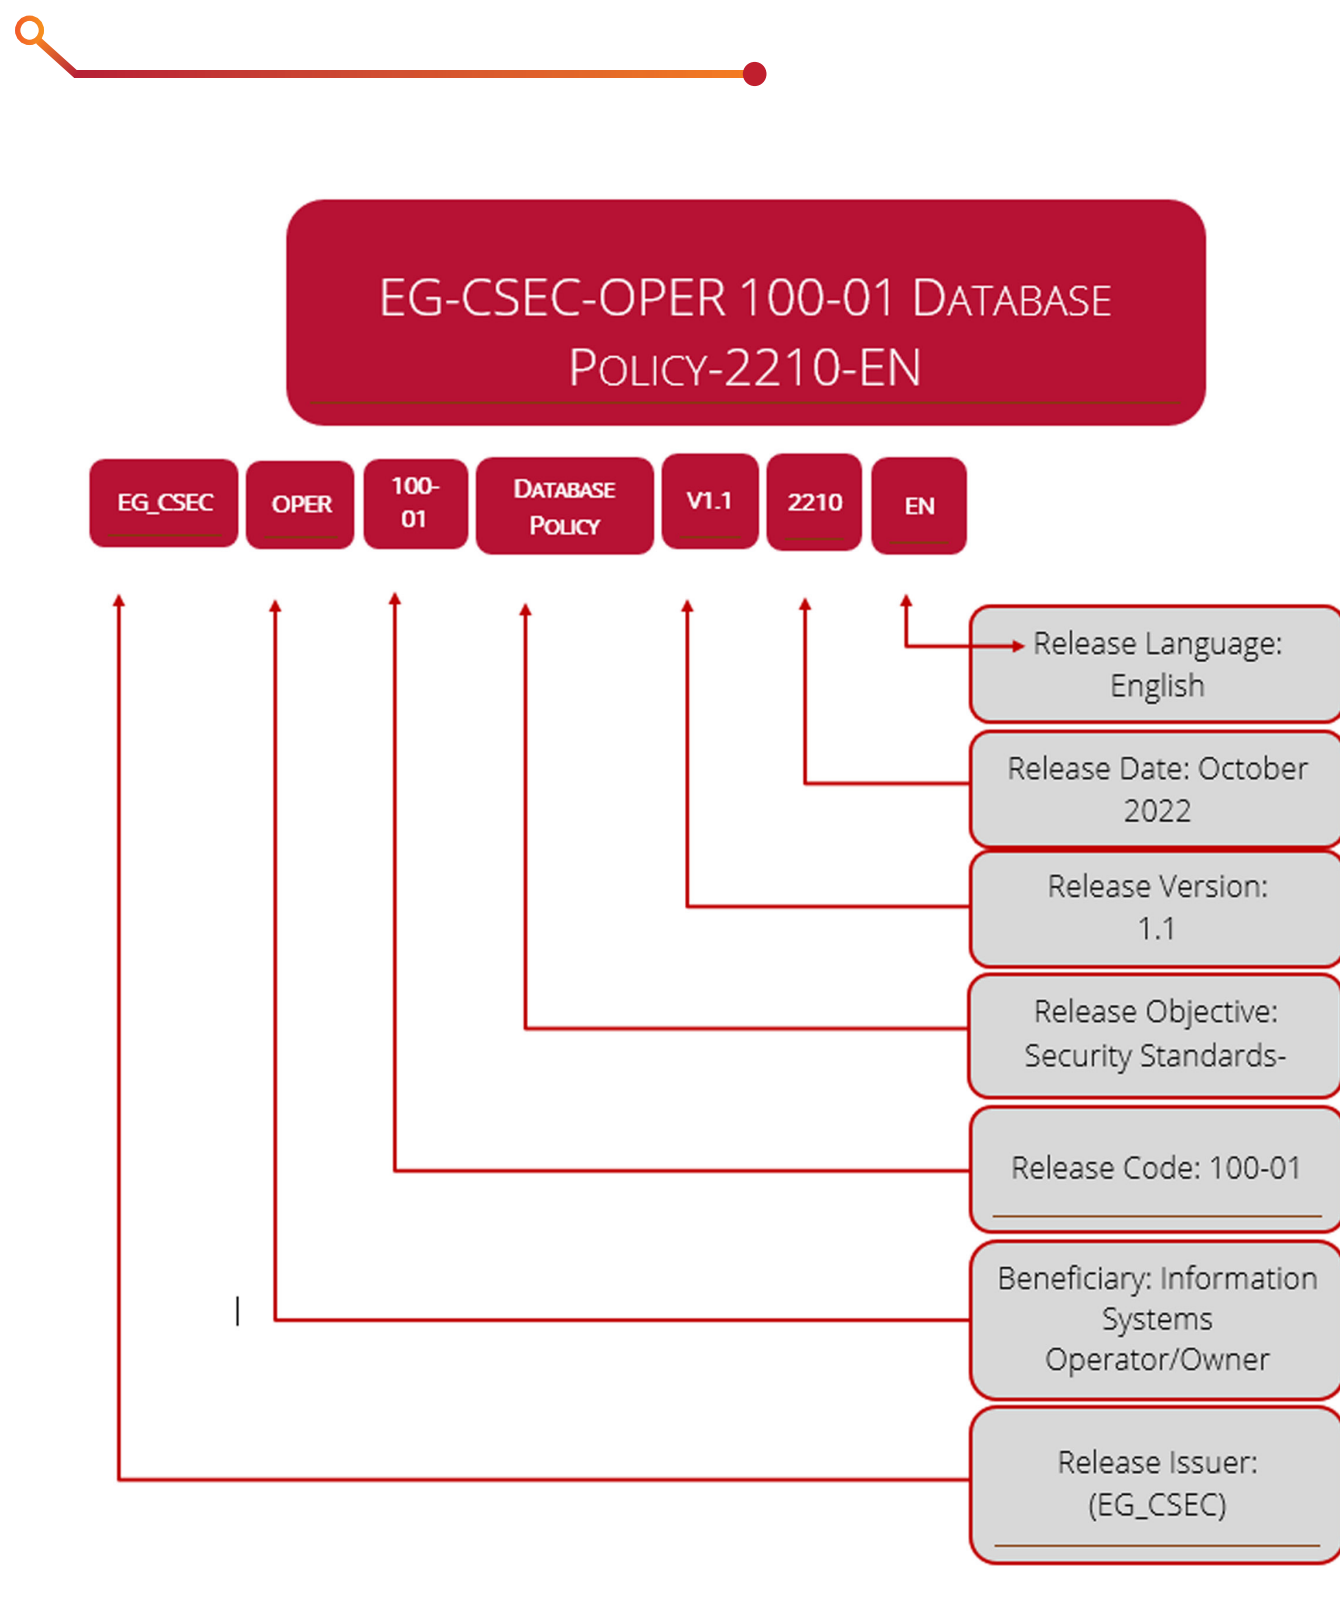 EG-CSEC-OPER 100-01 DATABASE
POLICY-2210-EN
EG_CSEC
OPER
100-
01
DATABASE
POLICY
V1.1
2210
EN
Release Language:
English
Release Date: October
2022
Release Version:
1.1
Release Objective:
Security Standards-
Release Code: 100-01
Beneficiary: Information
Systems
Operator/Owner
Release Issuer:
(EG_CSEC)